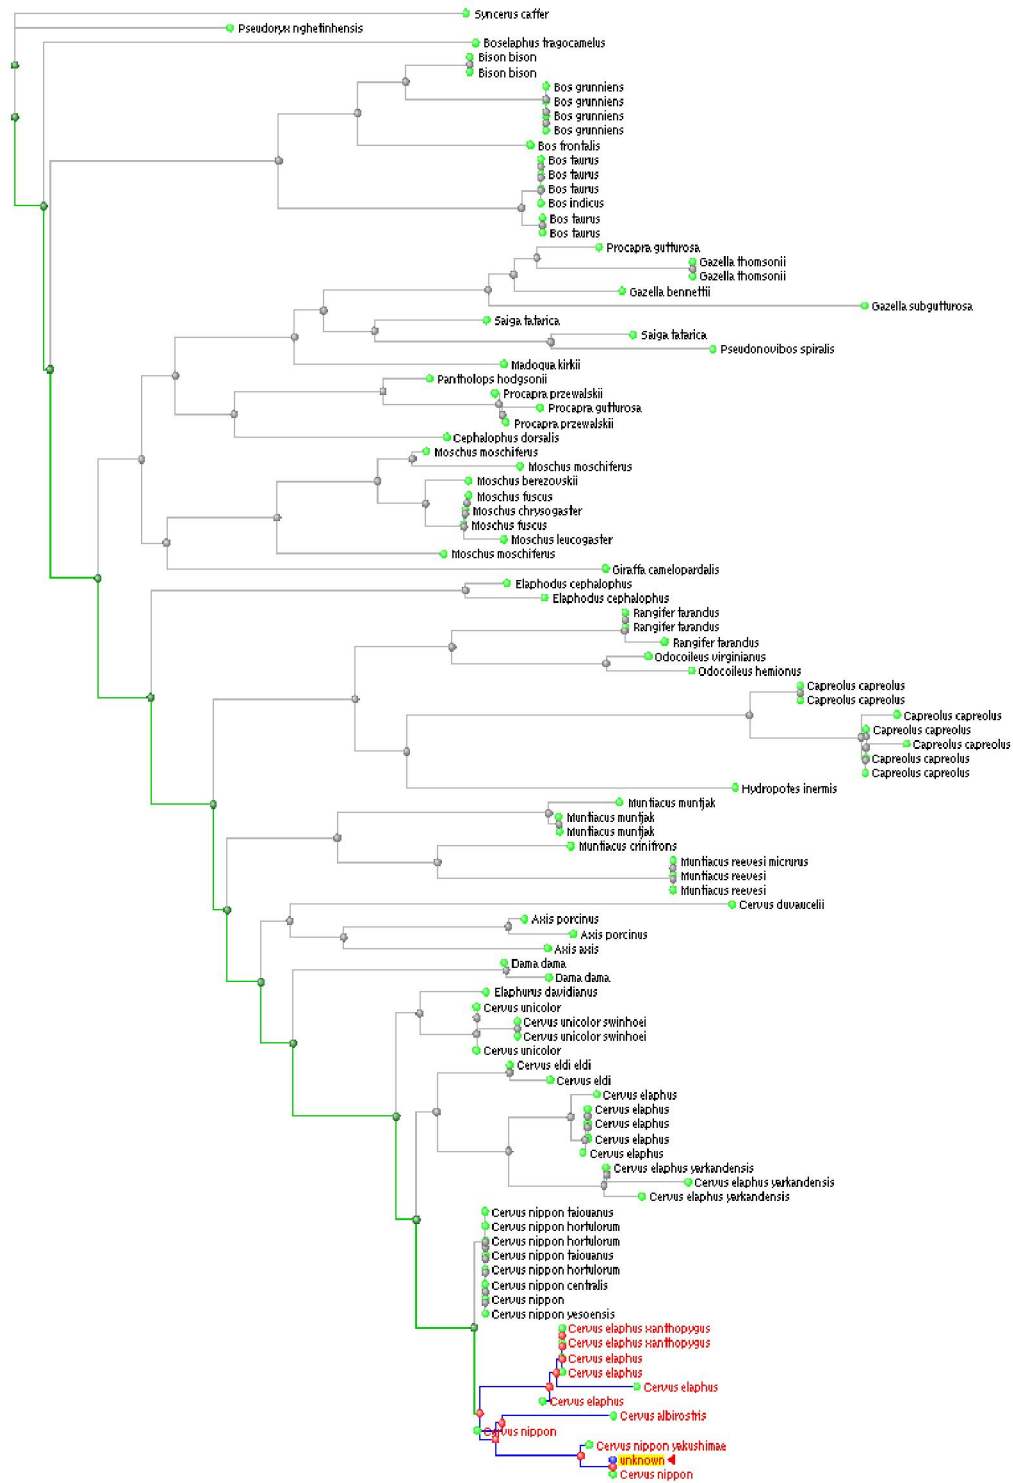 Syncerus caffer
Pseudoryx nghetinhensis
Boselaphus tragocamelus
Bison bison
Bison bison
Bos grunniens
Bos grunniens
Bos grunniens
Bos grunniens
Bos frontalis
Bos taurus
Bos taurus
Bos taurus
Bos indicus
Bos taurus
Bos taurus
Procapra gutturosa
Gazella thomsonii
Gazella thomsonii
Gazella bennettii
Gazella subgutturosa
Saiga tatarica
Saiga tatarica
Pseudonovibos spiralis
Madoqua kirkii
Pantholops hodgsonii
Procapra przewalskii
Procapra gutturosa
Procapra przewalskii
Cephalophus dorsalis
Moschus moschiferus
Moschus moschiferus
Moschus berezovskii
Moschus fuscus
Moschus chrysogaster
Moschus fuscus
Moschus leucogaster
Moschus moschiferus
Giraffa camelopardalis
Elaphodus cephalophus
Elaphodus cephalophus
Rangifer tarandus
Rangifer tarandus
Rangifer tarandus
Odocoileus virginianus
Odocoileus hemionus
Capreolus capreolus
Capreolus capreolus
Capreolus capreolus
Capreolus capreolus
Capreolus capreolus
Capreolus capreolus
Capreolus capreolus
Hydropotes inermis
Muntiacus muntjak
Muntiacus muntjak
Muntiacus muntjak
Muntiacus crinifrons
Muntiacus reevesi micrurus
Muntiacus reevesi
Muntiacus reevesi
Cervus duvaucelii
Axis porcinus
Axis porcinus
Axis axis
Dama dama
Dama dama
Elaphurus davidianus
Cervus unicolor
Cervus unicolor swinhoei
Cervus unicolor swinhoei
Cervus unicolor
Cervus eldi eldi
Cervus eldi
Cervus elaphus
Cervus elaphus
Cervus elaphus
Cervus elaphus
Cervus elaphus
Cervus elaphus yarkandensis
Cervus elaphus yarkandensis
Cervus elaphus yarkandensis
Cervus nippon taiouanus
Cervus nippon hortulorum
Cervus nippon hortulorum
Cervus nippon taiouanus
Cervus nippon hortulorum
Cervus nippon centralis
Cervus nippon
Cervus nippon yesoensis
Cervus elaphus xanthopygus
Cervus elaphus xanthopygus
Cervus elaphus
Cervus elaphus
Cervus elaphus
Cervus elaphus
Cervus albirostris
Cervus nippon
Cervus nippon yakushimae
unknown
Cervus nippon